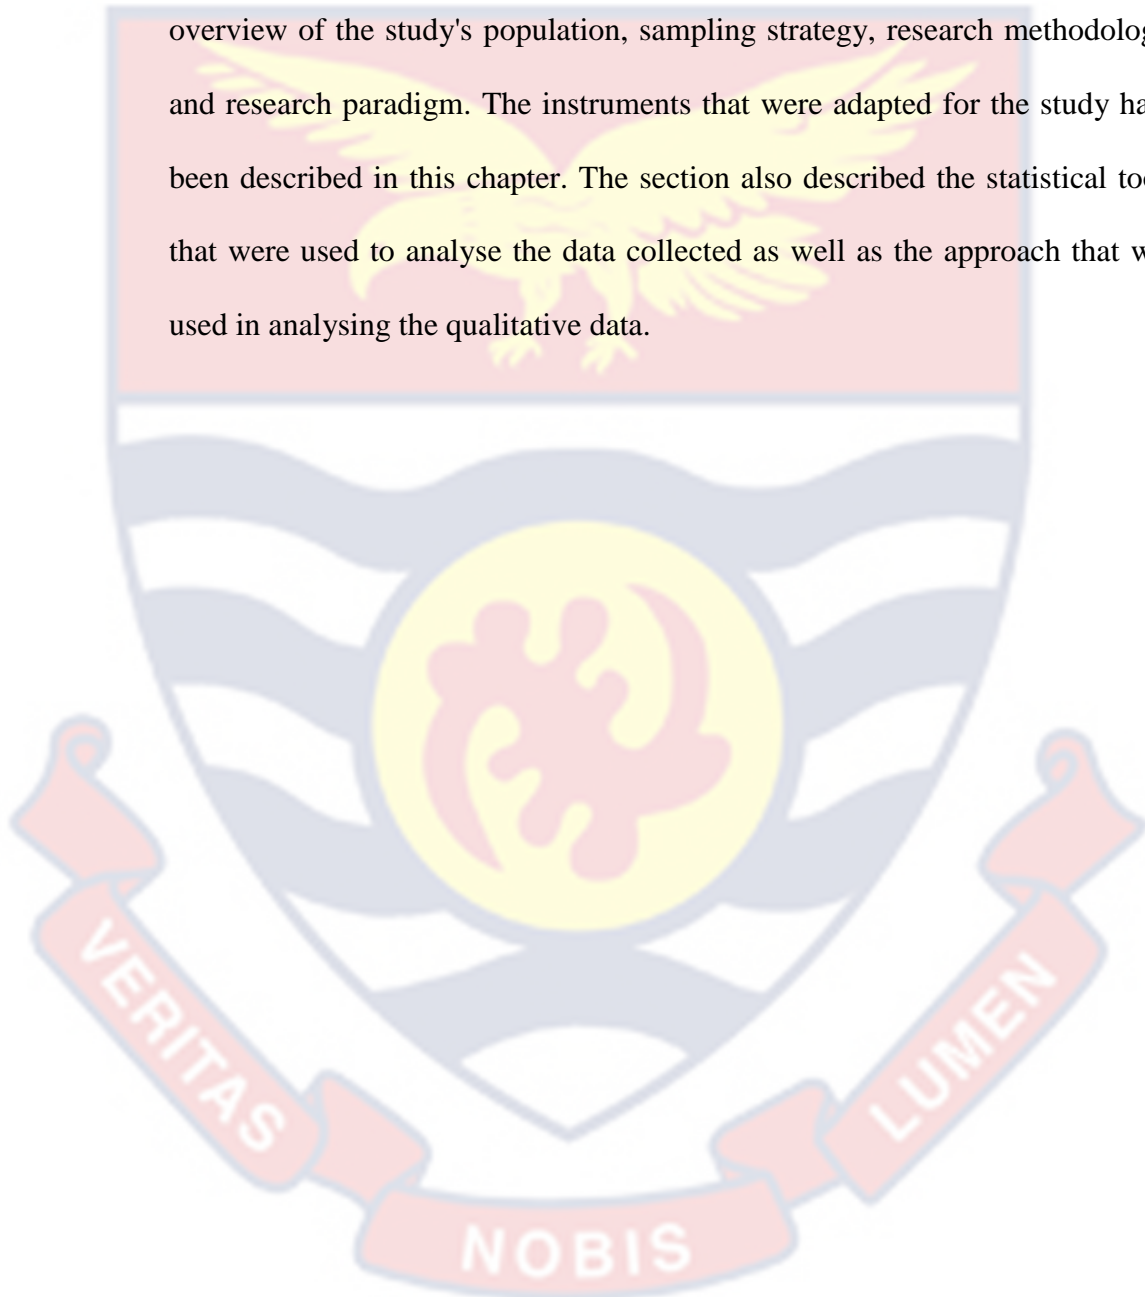 overview of the study's population, sampling strategy, research methodolog
and research paradigm. The instruments that were adapted for the study ha
been described in this chapter. The section also described the statistical too
that were used to analyse the data collected as well as the approach that w
used in analysing the qualitative data.
VERITAS
NOBIS
LUMEN